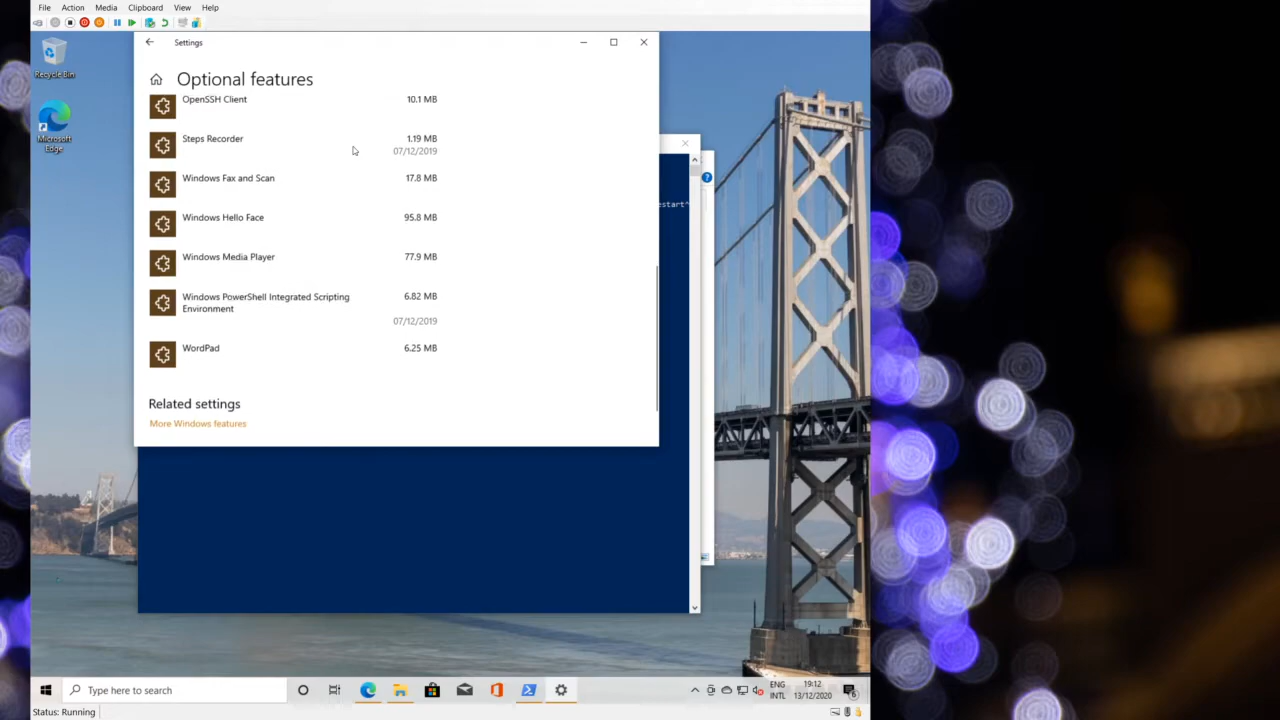 File Action Media Clipboard View Help
Recycle Bin
Microsoft
Edge
Settings
Optional features
OpenSSH Client 10.1 MB
Steps Recorder 1.19 MB
07/12/2019
Windows Fax and Scan 17.8 MB
Windows Hello Face 95.8 MB
Windows Media Player 77.9 MB
Windows PowerShell Integrated Scripting 6.82 MB
Environment
07/12/2019
WordPad 6.25 MB
Related settings
More Windows features
estart^
Type here to search
ENG 19:12
INTL 13/12/2020
6
Status: Running